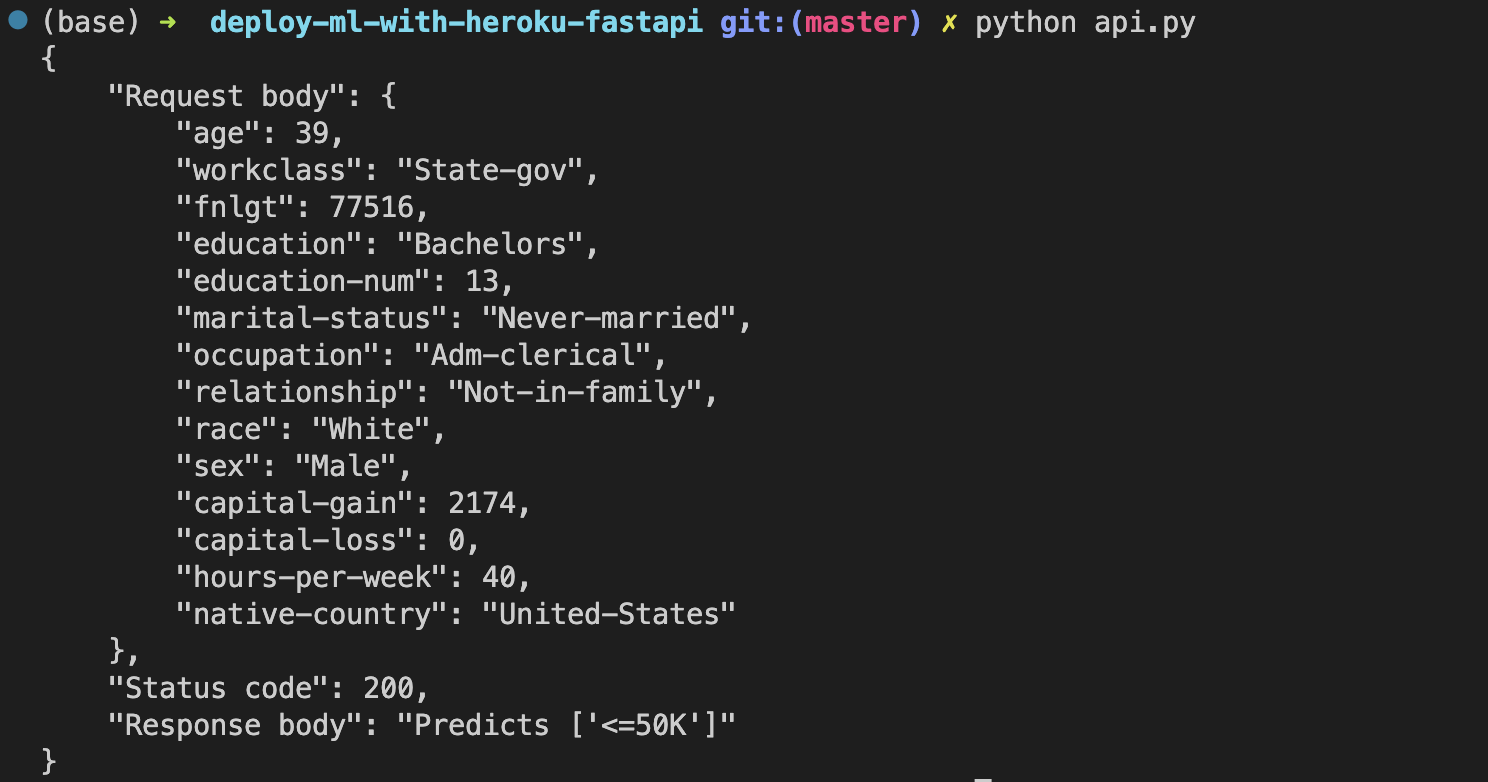 (base) ➜  deploy-ml-with-heroku-fastapi git:(master) ✗ python api.py
{
    "Request body": {
        "age": 39,
        "workclass": "State-gov",
        "fnlgt": 77516,
        "education": "Bachelors",
        "education-num": 13,
        "marital-status": "Never-married",
        "occupation": "Adm-clerical",
        "relationship": "Not-in-family",
        "race": "White",
        "sex": "Male",
        "capital-gain": 2174,
        "capital-loss": 0,
        "hours-per-week": 40,
        "native-country": "United-States"
    },
    "Status code": 200,
    "Response body": "Predicts ['<=50K']"
}